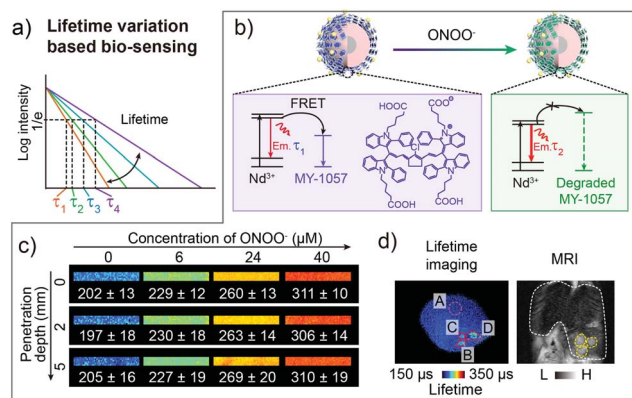 a) Lifetime variation
based bio-sensing
Log intensity
1/e
Lifetime
τ1 τ2 τ3 τ4
b)
ONOO⁻
FRET
Em. τ1
Nd³⁺
MY-1057
HOOC
COO⊖
N⊕
N
Cl
COOH
COOH
Em. τ2
Nd³⁺
Degraded
MY-1057
c)
Concentration of ONOO⁻ (μM)
0 6 24 40
Penetration
depth (mm)
0
202 ± 13 229 ± 12 260 ± 13 311 ± 10
2
197 ± 18 230 ± 18 263 ± 14 306 ± 14
5
205 ± 16 227 ± 19 269 ± 20 310 ± 19
d)
Lifetime
imaging
MRI
A
C D
B
150 μs 350 μs
Lifetime
L H